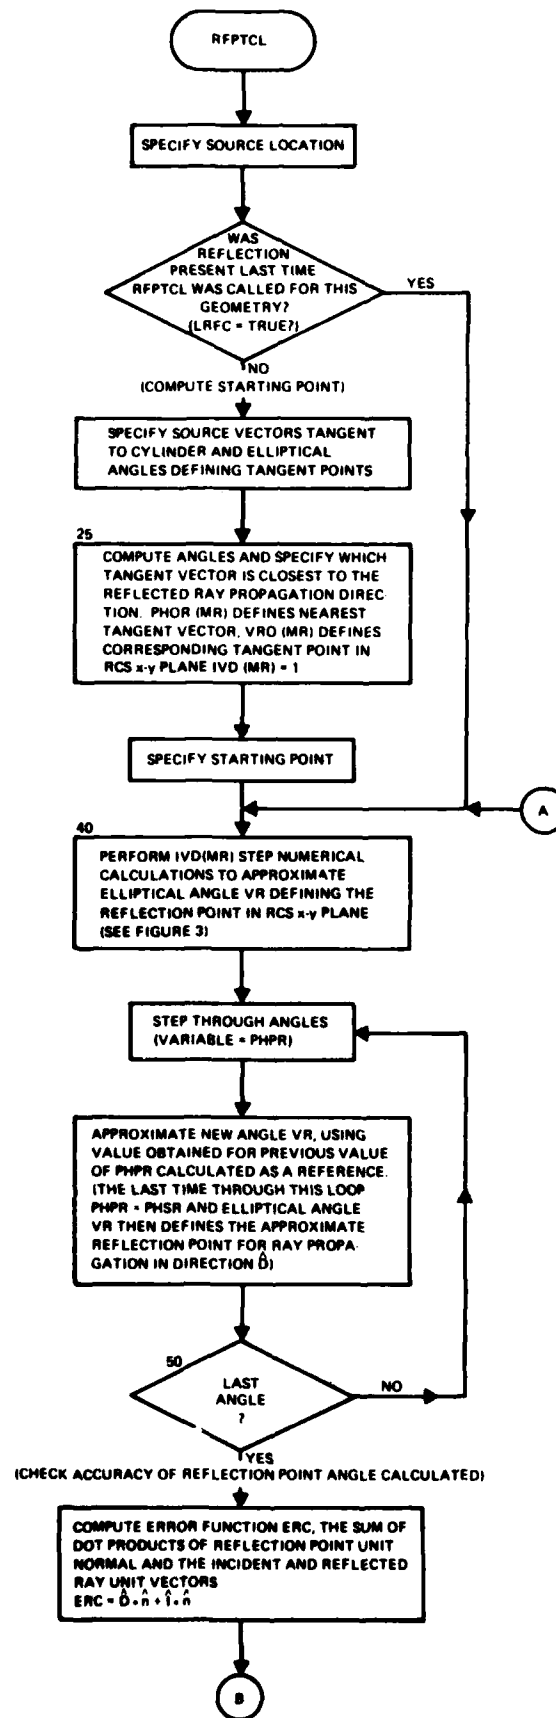 RFPTCL
SPECIFY SOURCE LOCATION
WAS
REFLECTION
PRESENT LAST TIME
RFPTCL WAS CALLED FOR THIS
GEOMETRY?
(LRFC = TRUE?)
YES
NO
(COMPUTE STARTING POINT)
SPECIFY SOURCE VECTORS TANGENT
TO CYLINDER AND ELLIPTICAL
ANGLES DEFINING TANGENT POINTS
25
COMPUTE ANGLES AND SPECIFY WHICH
TANGENT VECTOR IS CLOSEST TO THE
REFLECTED RAY PROPAGATION DIREC-
TION. PHOR (MR) DEFINES NEAREST
TANGENT VECTOR, VRO (MR) DEFINES
CORRESPONDING TANGENT POINT IN
RCS x-y PLANE IVD (MR) = 1
SPECIFY STARTING POINT
A
40
PERFORM IVD(MR) STEP NUMERICAL
CALCULATIONS TO APPROXIMATE
ELLIPTICAL ANGLE VR DEFINING THE
REFLECTION POINT IN RCS x-y PLANE
(SEE FIGURE 3)
STEP THROUGH ANGLES
(VARIABLE = PHPR)
APPROXIMATE NEW ANGLE VR, USING
VALUE OBTAINED FOR PREVIOUS VALUE
OF PHPR CALCULATED AS A REFERENCE.
(THE LAST TIME THROUGH THIS LOOP
PHPR = PHSR AND ELLIPTICAL ANGLE
VR THEN DEFINES THE APPROXIMATE
REFLECTION POINT FOR RAY PROPA-
GATION IN DIRECTION D̂)
50
LAST
ANGLE
?
NO
YES
(CHECK ACCURACY OF REFLECTION POINT ANGLE CALCULATED)
COMPUTE ERROR FUNCTION ERC, THE SUM OF
DOT PRODUCTS OF REFLECTION POINT UNIT
NORMAL AND THE INCIDENT AND REFLECTED
RAY UNIT VECTORS
ERC = D̂ • n̂ + Î • n̂
B